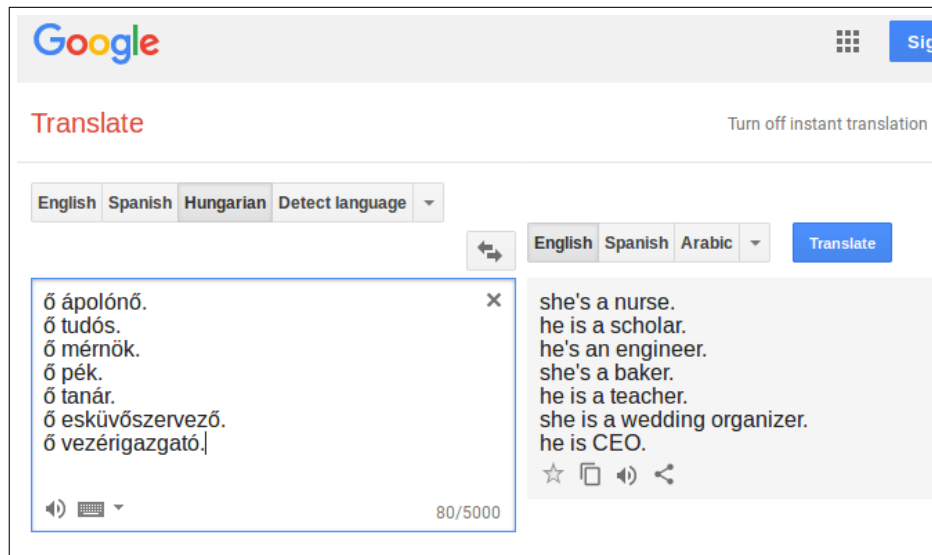 Google
Sig
Translate
Turn off instant translation
English Spanish Hungarian Detect language
English Spanish Arabic
Translate
ő ápolónő.
ő tudós.
ő mérnök.
ő pék.
ő tanár.
ő esküvőszervező.
ő vezérigazgató.
80/5000
she's a nurse.
he is a scholar.
he's an engineer.
she's a baker.
he is a teacher.
she is a wedding organizer.
he is CEO.